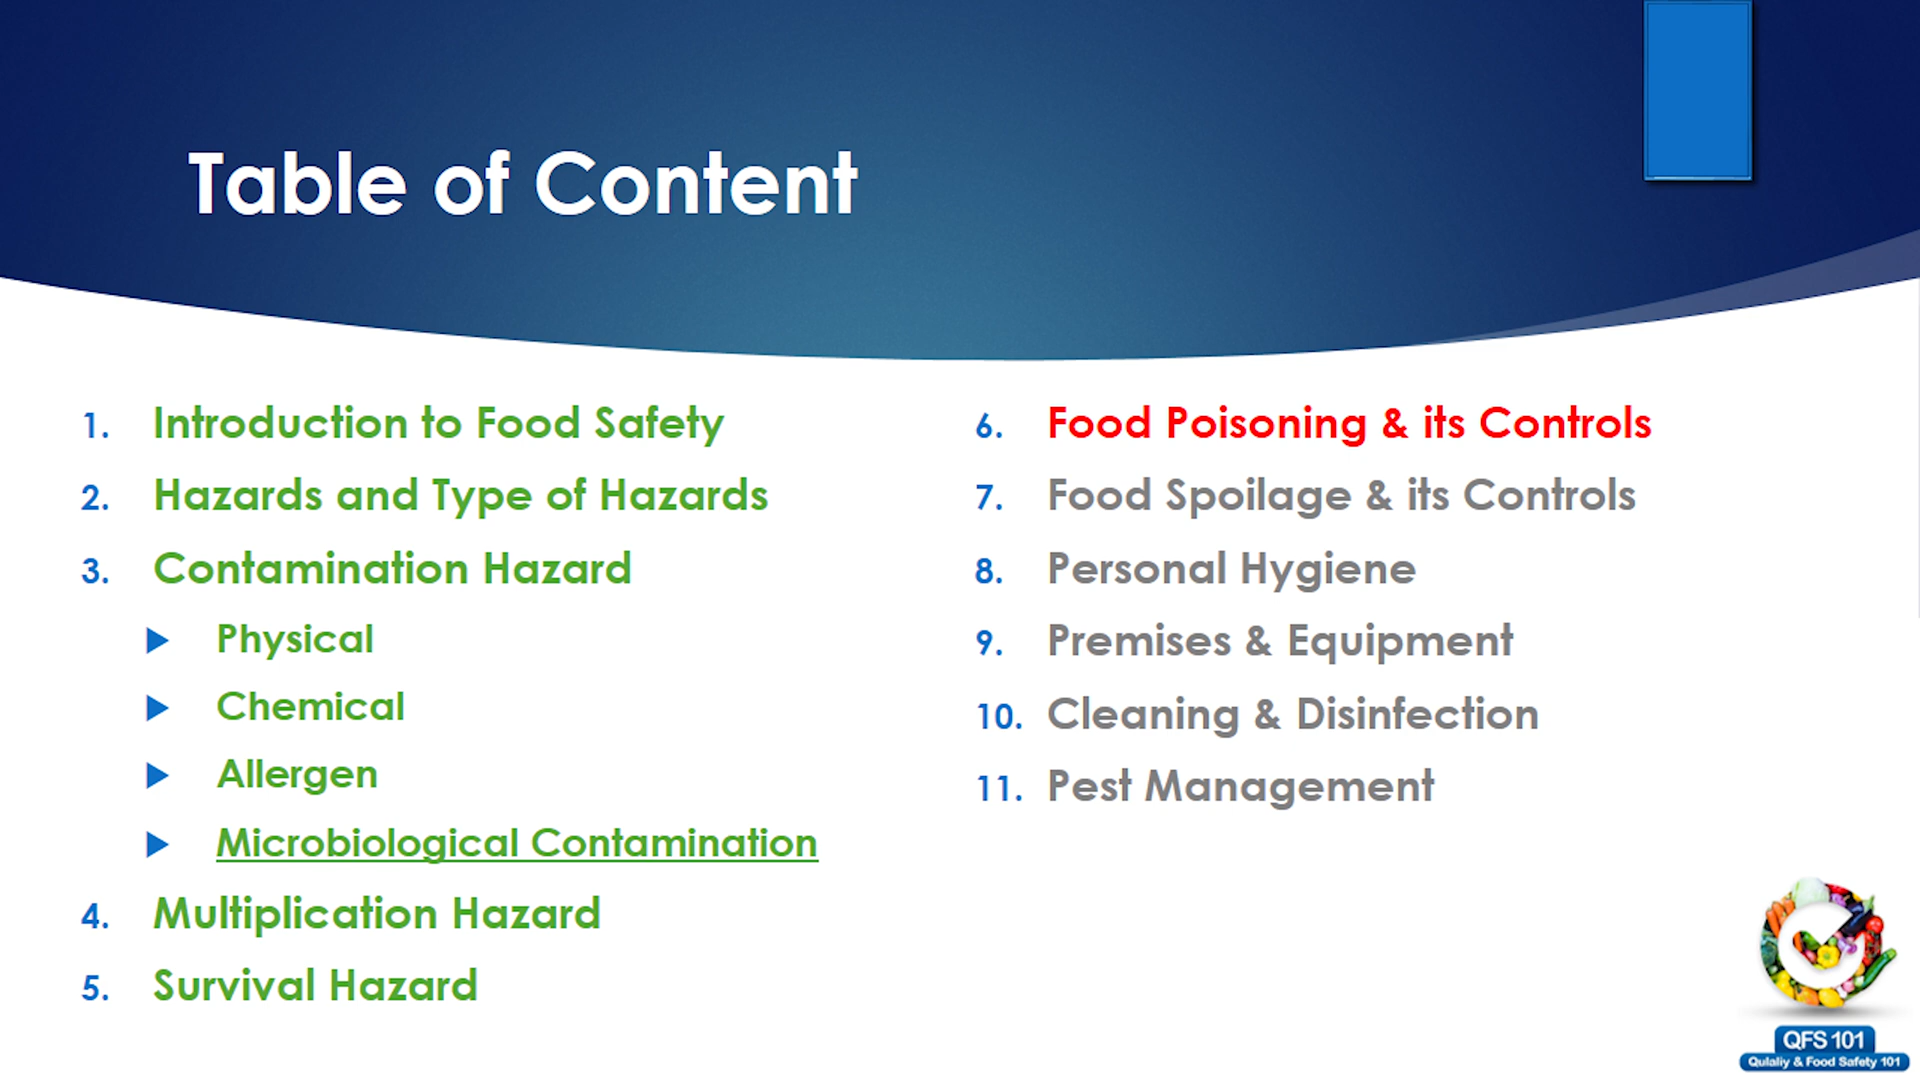 Table of Content
1. Introduction to Food Safety
2. Hazards and Type of Hazards
3. Contamination Hazard
Physical
Chemical
Allergen
Microbiological Contamination
4. Multiplication Hazard
5. Survival Hazard
6. Food Poisoning & its Controls
7. Food Spoilage & its Controls
8. Personal Hygiene
9. Premises & Equipment
10. Cleaning & Disinfection
11. Pest Management
QFS 101
Qulaliy & Food Safety 101